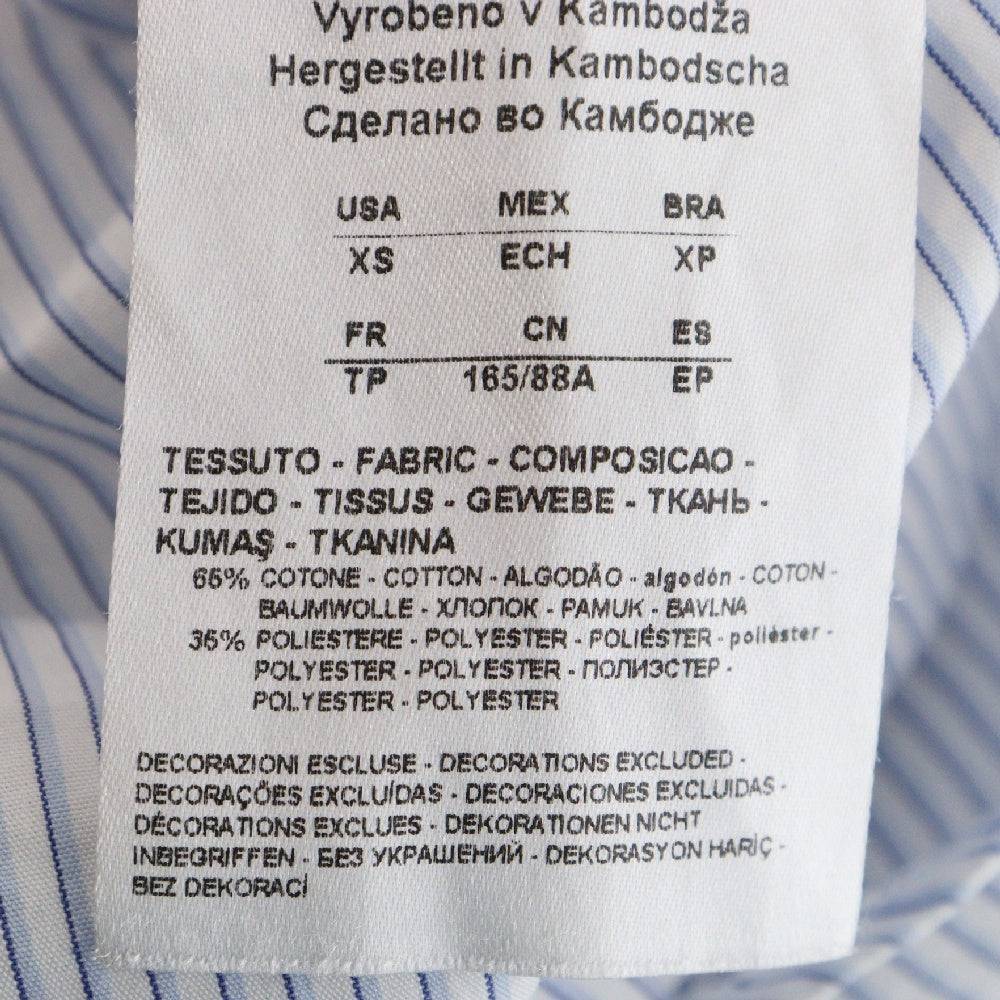 Vyrobeno v Kambodža
Hergestellt in Kambodscha
Сделано во Камбодже
USA MEX BRA
XS ECH XP
FR CN ES
TP 165/88A EP
TESSUTO - FABRIC - COMPOSICAO -
TEJIDO - TISSUS - GEWEBE - ТКАНЬ -
KUMAŞ - TKANINA
65% COTONE - COTTON - ALGODÃO - algodón - COTON -
BAUMWOLLE - ХЛОПОК - PAMUK - BAVLNA
35% POLIESTERE - POLYESTER - POLIÉSTER - poliéster -
POLYESTER - POLYESTER - ПОЛИЭСТЕР -
POLYESTER - POLYESTER
DECORAZIONI ESCLUSE - DECORATIONS EXCLUDED -
DECORAÇÕES EXCLUÍDAS - DECORACIONES EXCLUIDAS -
DÉCORATIONS EXCLUES - DEKORATIONEN NICHT
INBEGRIFFEN - БЕЗ УКРАШЕНИЙ - DEKORASYON HARİÇ -
BEZ DEKORACÍ